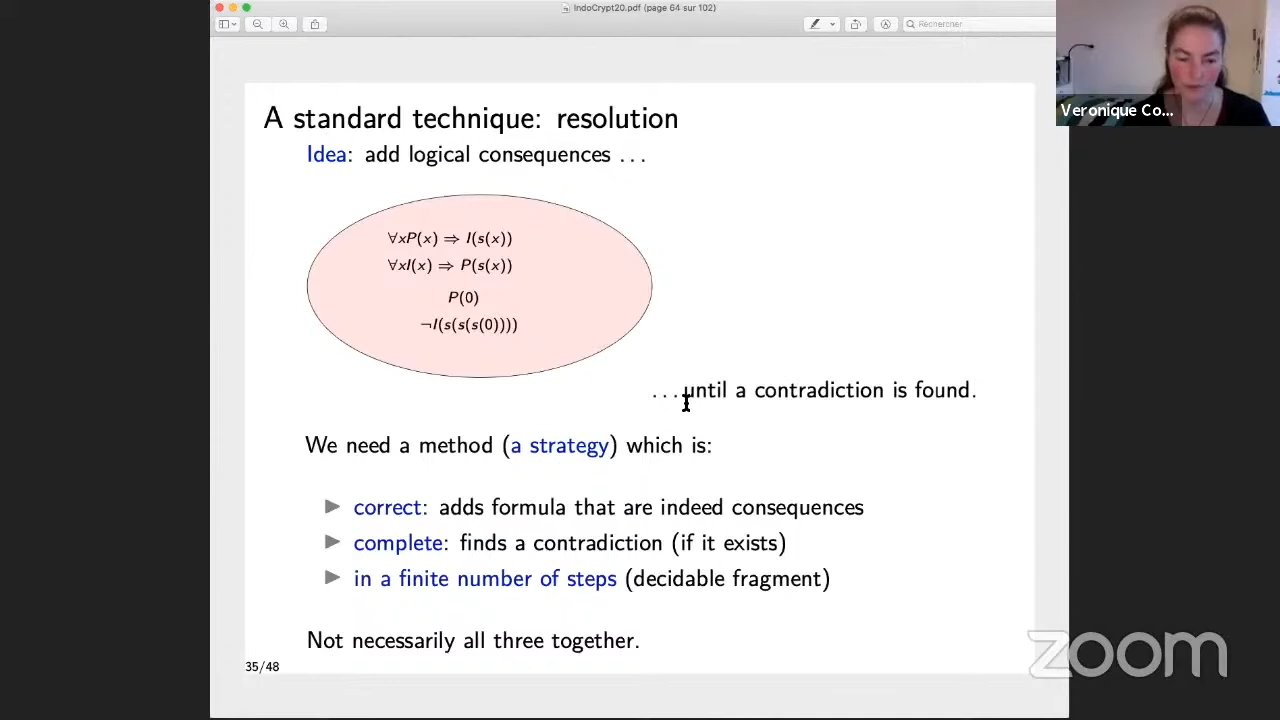 IndoCrypt20.pdf (page 64 sur 102)
Rechercher
Veronique Co...
A standard technique: resolution
Idea: add logical consequences ...
∀xP(x) ⇒ I(s(x))
∀xI(x) ⇒ P(s(x))
P(0)
¬I(s(s(s(0))))
...until a contradiction is found.
We need a method (a strategy) which is:
▶ correct: adds formula that are indeed consequences
▶ complete: finds a contradiction (if it exists)
▶ in a finite number of steps (decidable fragment)
Not necessarily all three together.
35/48
zoom